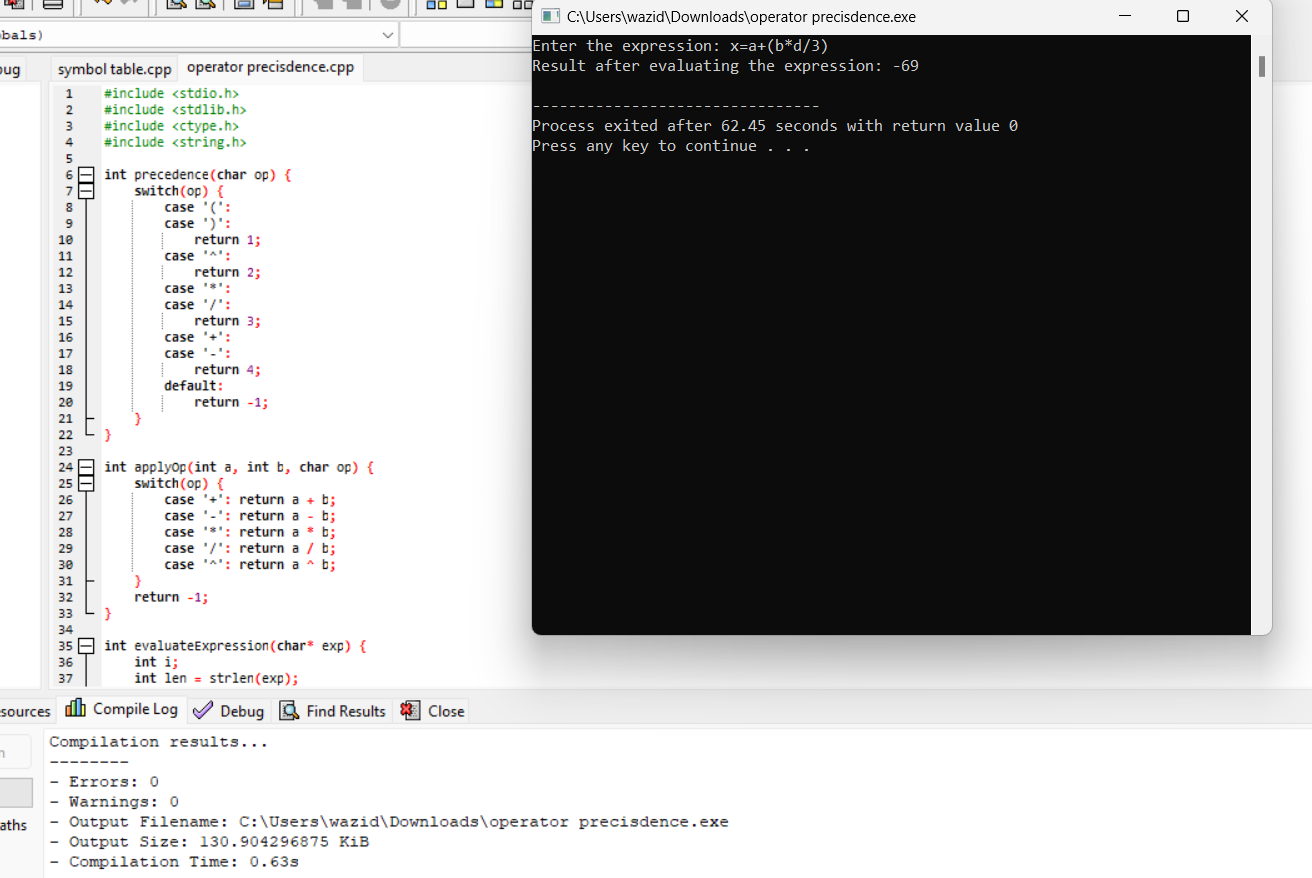 C:\Users\wazid\Downloads\operator precisdence.exe
Enter the expression: x=a+(b*d/3)
Result after evaluating the expression: -69
--------------------------------
Process exited after 62.45 seconds with return value 0
Press any key to continue . . .
symbol table.cpp operator precisdence.cpp
1 #include <stdio.h>
2 #include <stdlib.h>
3 #include <ctype.h>
4 #include <string.h>
5
6 int precedence(char op) {
7 switch(op) {
8 case '(':
9 case ')':
10 return 1;
11 case '^':
12 return 2;
13 case '*':
14 case '/':
15 return 3;
16 case '+':
17 case '-':
18 return 4;
19 default:
20 return -1;
21 }
22 }
23
24 int applyOp(int a, int b, char op) {
25 switch(op) {
26 case '+': return a + b;
27 case '-': return a - b;
28 case '*': return a * b;
29 case '/': return a / b;
30 case '^': return a ^ b;
31 }
32 return -1;
33 }
34
35 int evaluateExpression(char* exp) {
36 int i;
37 int len = strlen(exp);
Compile Log Debug Find Results Close
Compilation results...
--------
- Errors: 0
- Warnings: 0
- Output Filename: C:\Users\wazid\Downloads\operator precisdence.exe
- Output Size: 130.904296875 KiB
- Compilation Time: 0.63s